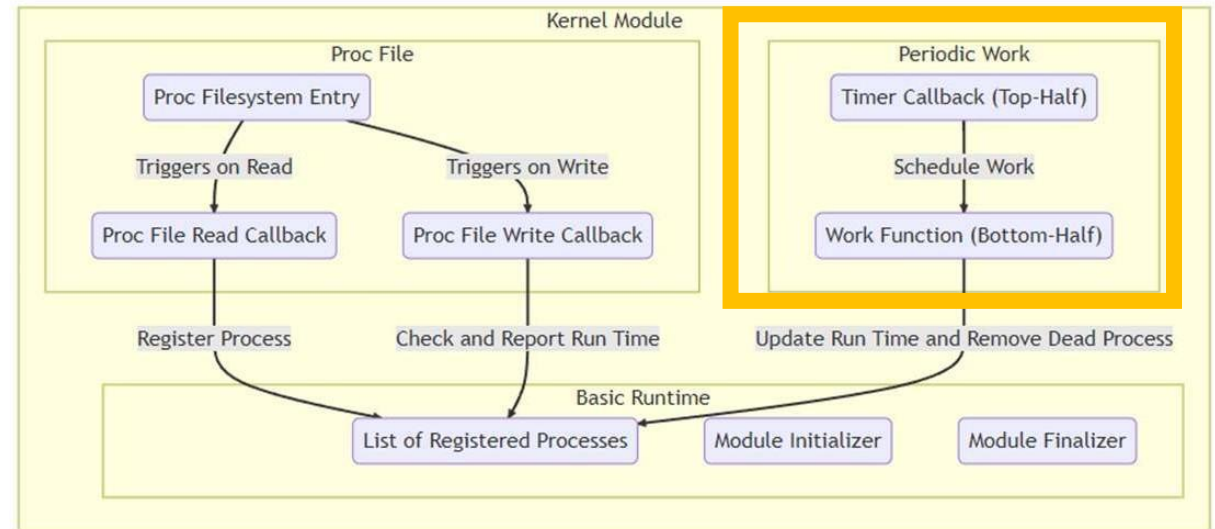 Kernel Module
Proc File
Periodic Work
Proc Filesystem Entry
Timer Callback (Top-Half)
Triggers on Read
Triggers on Write
Schedule Work
Proc File Read Callback
Proc File Write Callback
Work Function (Bottom-Half)
Register Process
Check and Report Run Time
Update Run Time and Remove Dead Process
Basic Runtime
List of Registered Processes
Module Initializer
Module Finalizer